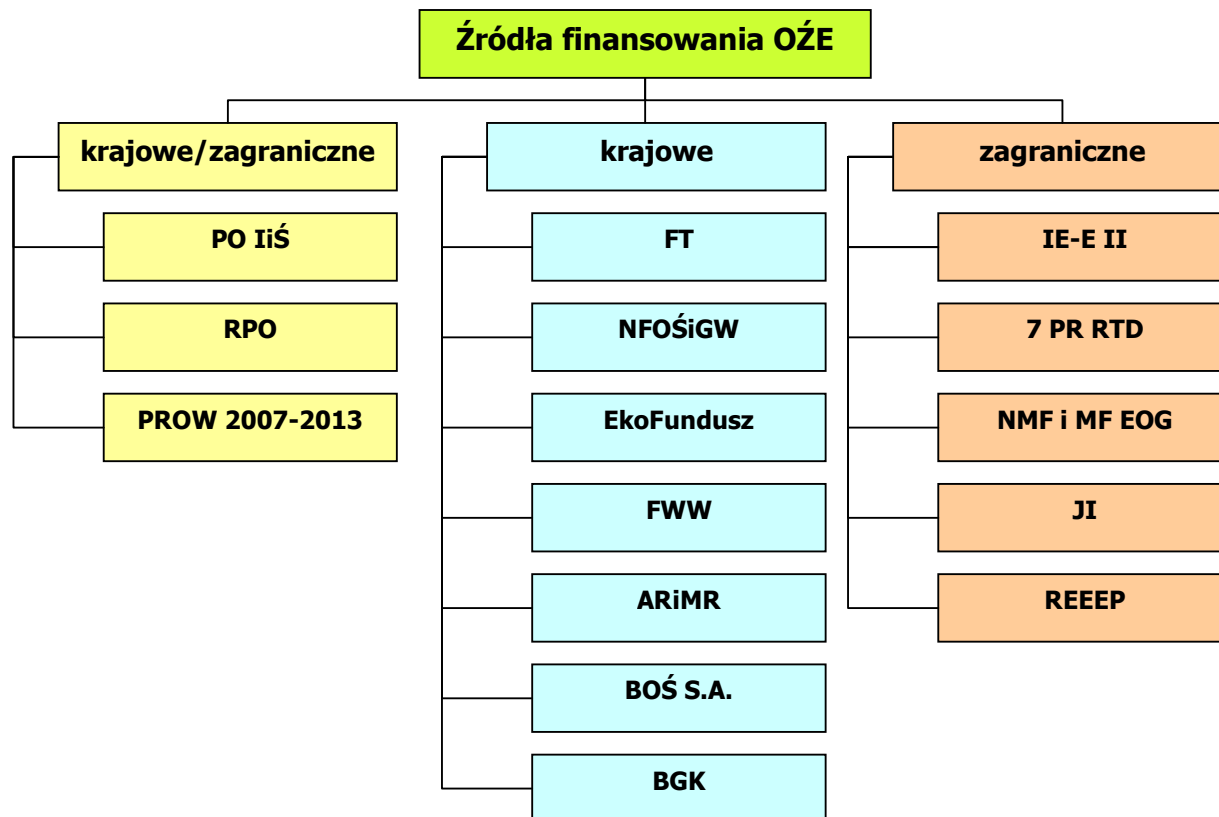 Źródła finansowania OŹE
krajowe/zagraniczne
PO IiŚ
RPO
PROW 2007-2013
krajowe
FT
NFOŚiGW
EkoFundusz
FWW
ARiMR
BOŚ S.A.
BGK
zagraniczne
IE-E II
7 PR RTD
NMF i MF EOG
JI
REEEP